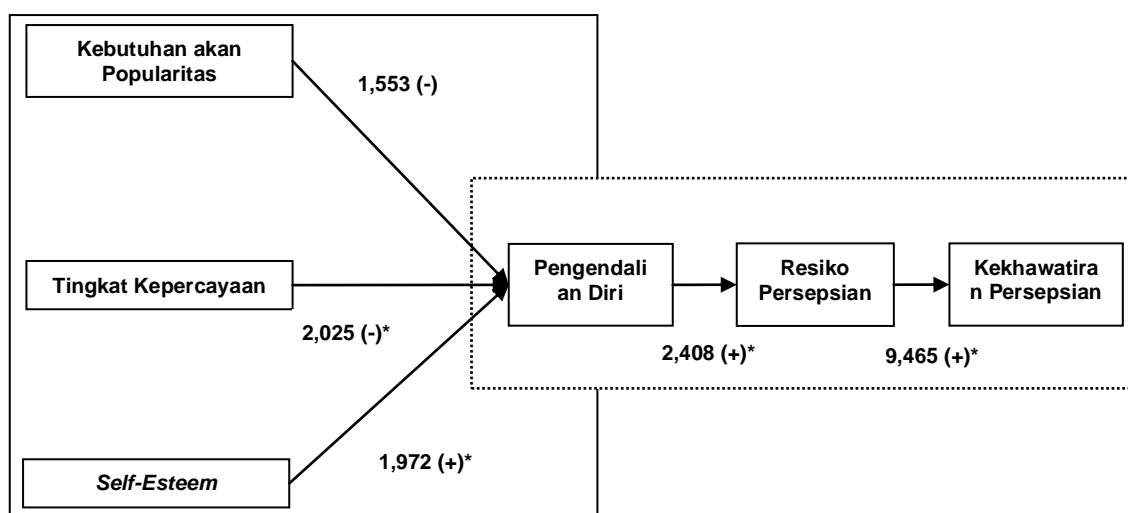 Kebutuhan akan
Popularitas
1,553 (-)
Tingkat Kepercayaan
2,025 (-)*
Self-Esteem
1,972 (+)*
Pengendali
an Diri
2,408 (+)*
Resiko
Persepsian
9,465 (+)*
Kekhawatira
n Persepsian